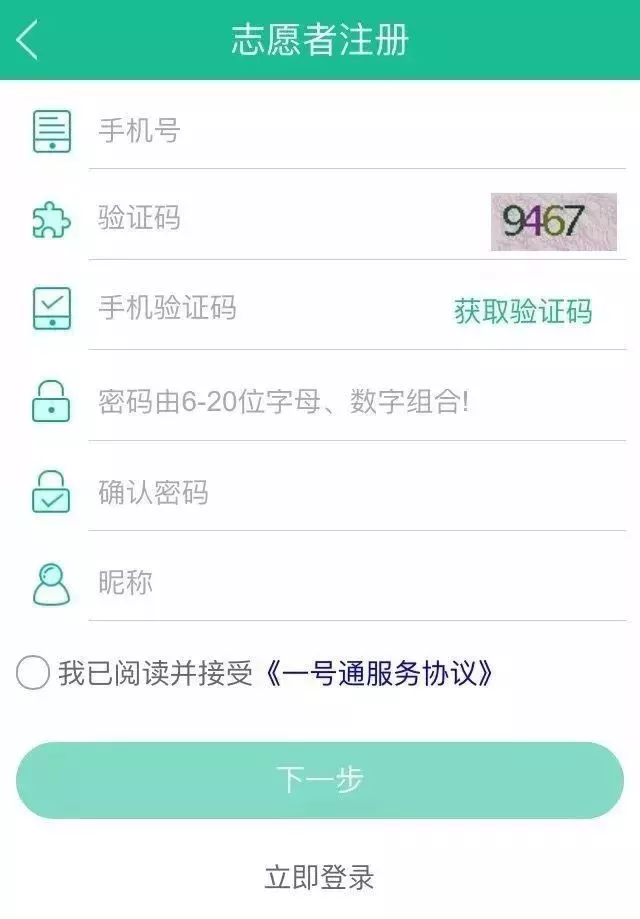 志愿者注册
手机号
验证码 9467
手机验证码 获取验证码
密码由6-20位字母、数字组合!
确认密码
昵称
我已阅读并接受《一号通服务协议》
下一步
立即登录